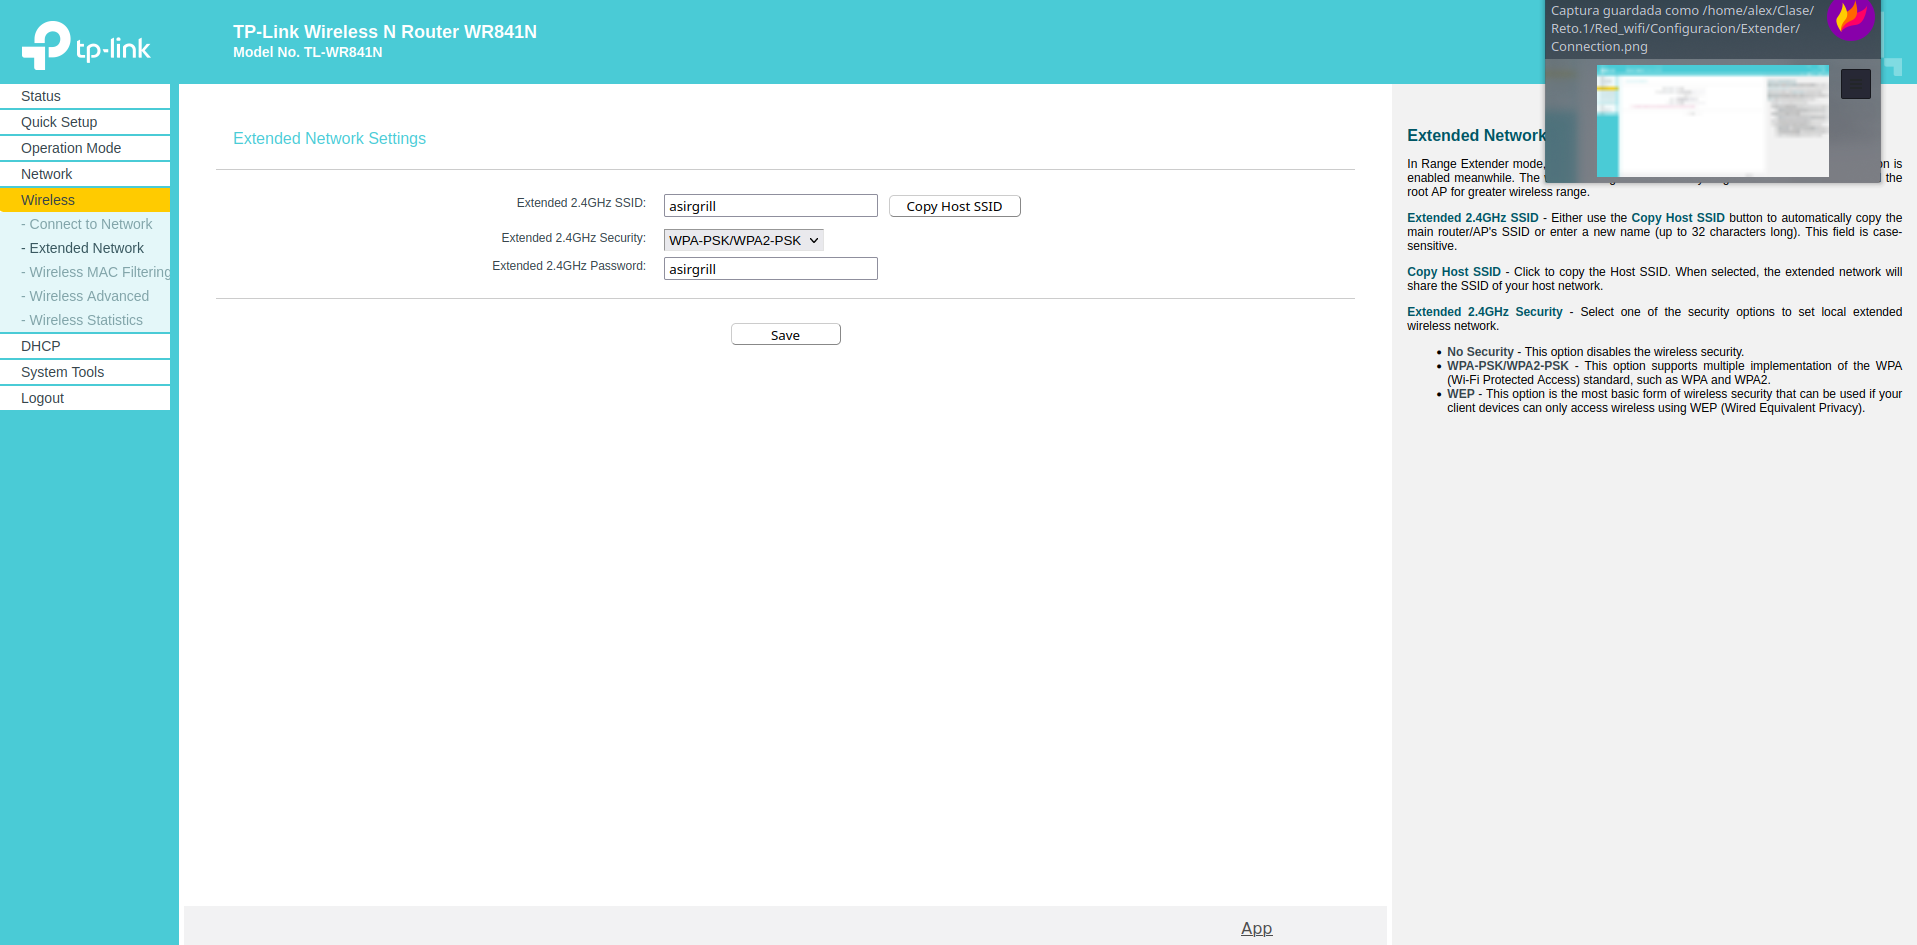 tp-link
TP-Link Wireless N Router WR841N
Model No. TL-WR841N
Captura guardada como /home/alex/Clase/
Reto.1/Red_wifi/Configuracion/Extender/
Connection.png
Status
Quick Setup
Operation Mode
Network
Wireless
- Connect to Network
- Extended Network
- Wireless MAC Filtering
- Wireless Advanced
- Wireless Statistics
DHCP
System Tools
Logout
Extended Network Settings
Extended 2.4GHz SSID: asirgrill Copy Host SSID
Extended 2.4GHz Security: WPA-PSK/WPA2-PSK
Extended 2.4GHz Password: asirgrill
Save
App
Extended Network
In Range Extender mode, is
enabled meanwhile. The the
root AP for greater wireless range.
Extended 2.4GHz SSID - Either use the Copy Host SSID button to automatically copy the
main router/AP's SSID or enter a new name (up to 32 characters long). This field is case-
sensitive.
Copy Host SSID - Click to copy the Host SSID. When selected, the extended network will
share the SSID of your host network.
Extended 2.4GHz Security - Select one of the security options to set local extended
wireless network.
• No Security - This option disables the wireless security.
• WPA-PSK/WPA2-PSK - This option supports multiple implementation of the WPA
(Wi-Fi Protected Access) standard, such as WPA and WPA2.
• WEP - This option is the most basic form of wireless security that can be used if your
client devices can only access wireless using WEP (Wired Equivalent Privacy).